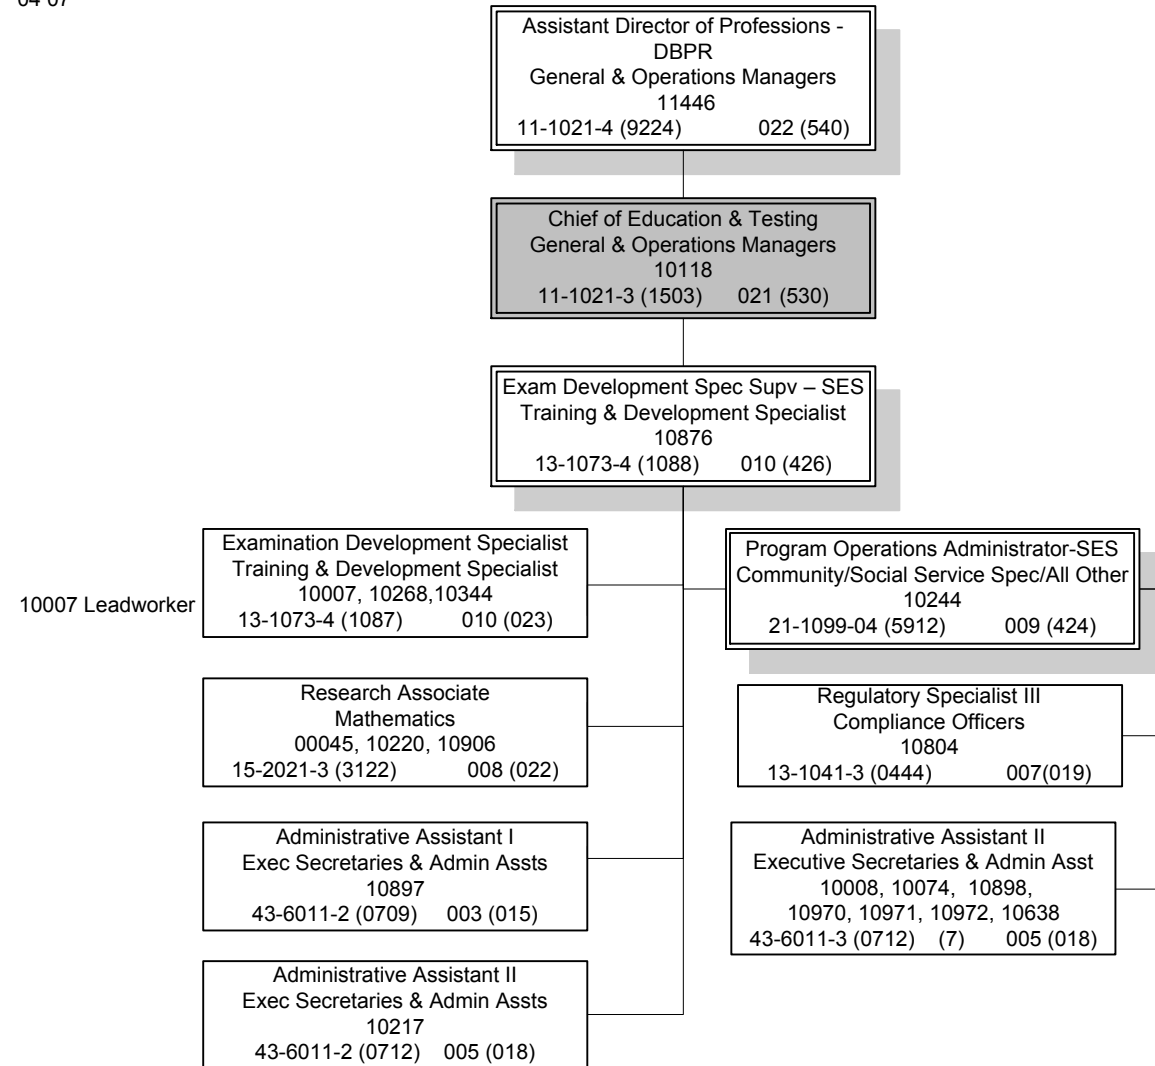 04-07
Assistant Director of Professions -
DBPR
General & Operations Managers
11446
11-1021-4 (9224) 022 (540)
Chief of Education & Testing
General & Operations Managers
10118
11-1021-3 (1503) 021 (530)
Exam Development Spec Supv – SES
Training & Development Specialist
10876
13-1073-4 (1088) 010 (426)
Examination Development Specialist
Training & Development Specialist
10007, 10268,10344
13-1073-4 (1087) 010 (023)
10007 Leadworker
Program Operations Administrator-SES
Community/Social Service Spec/All Other
10244
21-1099-04 (5912) 009 (424)
Research Associate
Mathematics
00045, 10220, 10906
15-2021-3 (3122) 008 (022)
Regulatory Specialist III
Compliance Officers
10804
13-1041-3 (0444) 007(019)
Administrative Assistant I
Exec Secretaries & Admin Assts
10897
43-6011-2 (0709) 003 (015)
Administrative Assistant II
Executive Secretaries & Admin Asst
10008, 10074, 10898,
10970, 10971, 10972, 10638
43-6011-3 (0712) (7) 005 (018)
Administrative Assistant II
Exec Secretaries & Admin Assts
10217
43-6011-2 (0712) 005 (018)